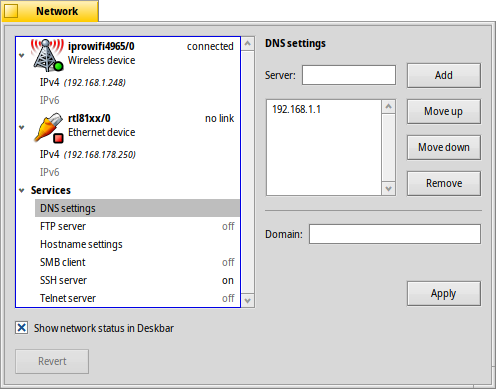 Network
iprowifi4965/0 connected
Wireless device
IPv4 (192.168.1.248)
IPv6
rtl81xx/0 no link
Ethernet device
IPv4 (192.168.178.250)
IPv6
Services
DNS settings
FTP server off
Hostname settings
SMB client off
SSH server on
Telnet server off
Show network status in Deskbar
Revert
DNS settings
Server: Add
192.168.1.1
Move up
Move down
Remove
Domain:
Apply